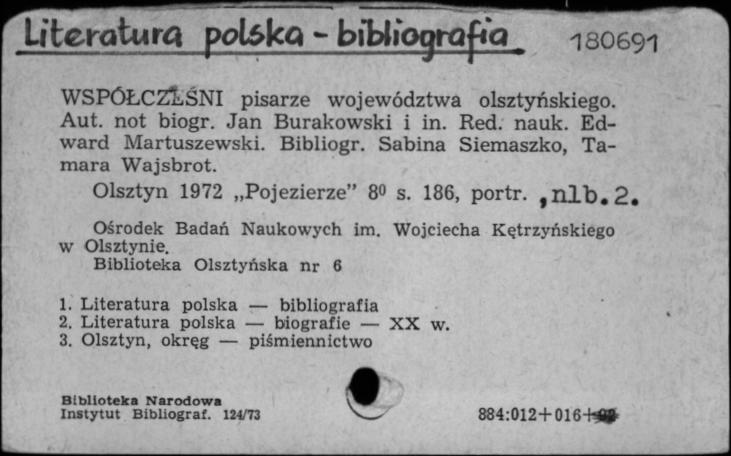 Literatura polska - bibliografia 180691
WSPÓŁCZEŚNI pisarze województwa olsztyńskiego.
Aut. not biogr. Jan Burakowski i in. Red. nauk. Ed-
ward Martuszewski. Bibliogr. Sabina Siemaszko, Ta-
mara Wajsbrot.
Olsztyn 1972 „Pojezierze” 8⁰ s. 186, portr. , nlb. 2.
Ośrodek Badań Naukowych im. Wojciecha Kętrzyńskiego
w Olsztynie.
Biblioteka Olsztyńska nr 6
1. Literatura polska — bibliografia
2. Literatura polska — biografie — XX w.
3. Olsztyn, okręg — piśmiennictwo
Biblioteka Narodowa
Instytut Bibliograf. 124/73 884:012+016+